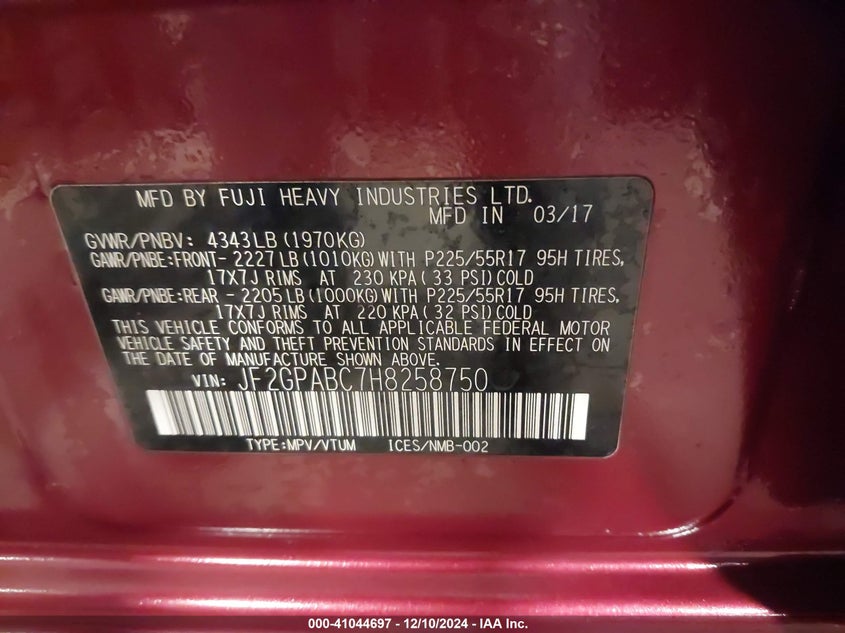 MFD BY FUJI HEAVY INDUSTRIES LTD.
MFD IN 03/17
GVWR/PNBV: 4343LB (1970KG)
GAWR/PNBE:FRONT- 2227 LB (1010KG) WITH P225/55R17 95H TIRES,
17X7J RIMS AT 230 KPA ( 33 PSI) COLD
GAWR/PNBE:REAR - 2205 LB (1000KG) WITH P225/55R17 95H TIRES,
17X7J RIMS AT 220 KPA ( 32 PSI) COLD
THIS VEHICLE CONFORMS TO ALL APPLICABLE FEDERAL MOTOR
VEHICLE SAFETY AND THEFT PREVENTION STANDARDS IN EFFECT ON
THE DATE OF MANUFACTURE SHOWN ABOVE.
VIN: JF2GPABC7H8258750
TYPE:MPV/VTUM ICES/NMB-002
000-41044697 - 12/10/2024 - IAA Inc.